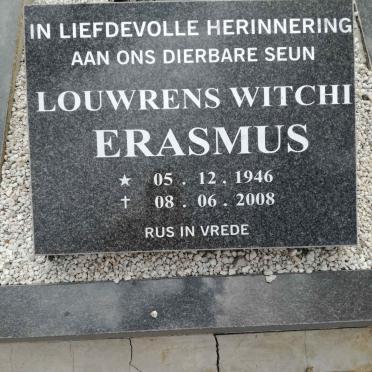 IN LIEFDEVOLLE HERINNERING
AAN ONS DIERBARE SEUN
LOUWRENS WITCHI
ERASMUS
★ 05 . 12 . 1946
✝ 08 . 06 . 2008
RUS IN VREDE